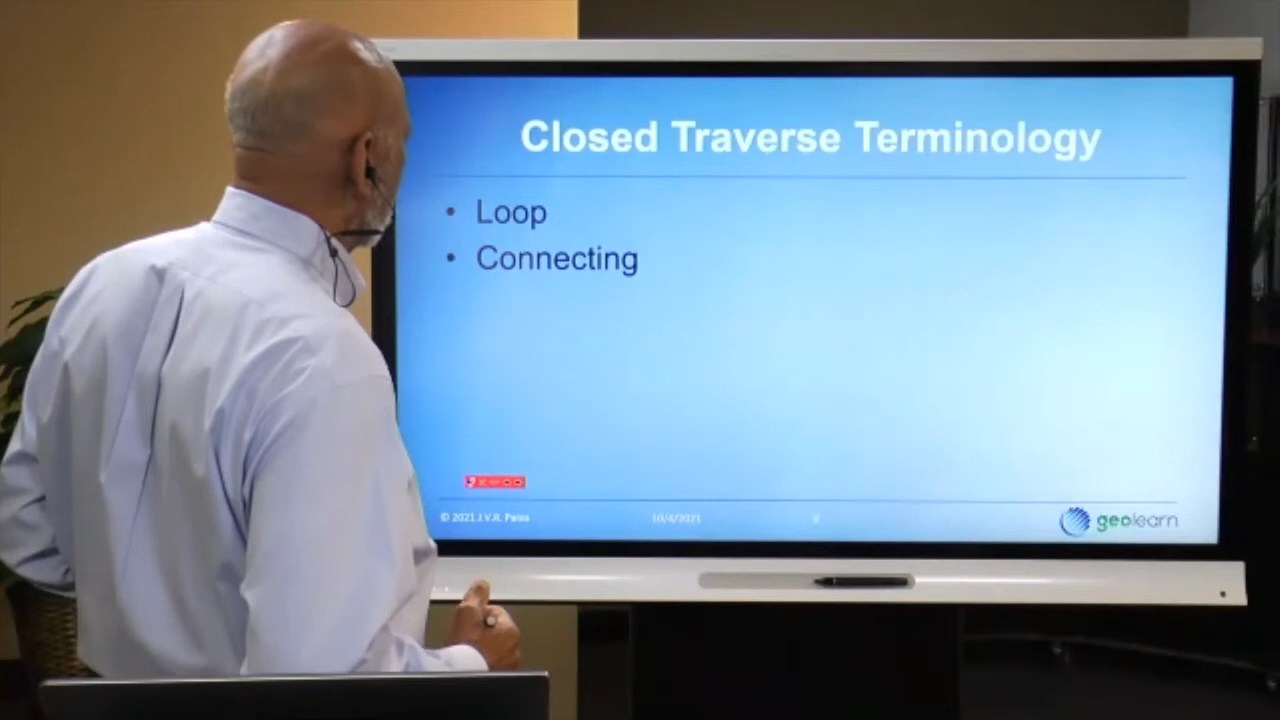 Closed Traverse Terminology
• Loop
• Connecting
© 2021 J.V.R. Paiva
10/4/2021
geolearn